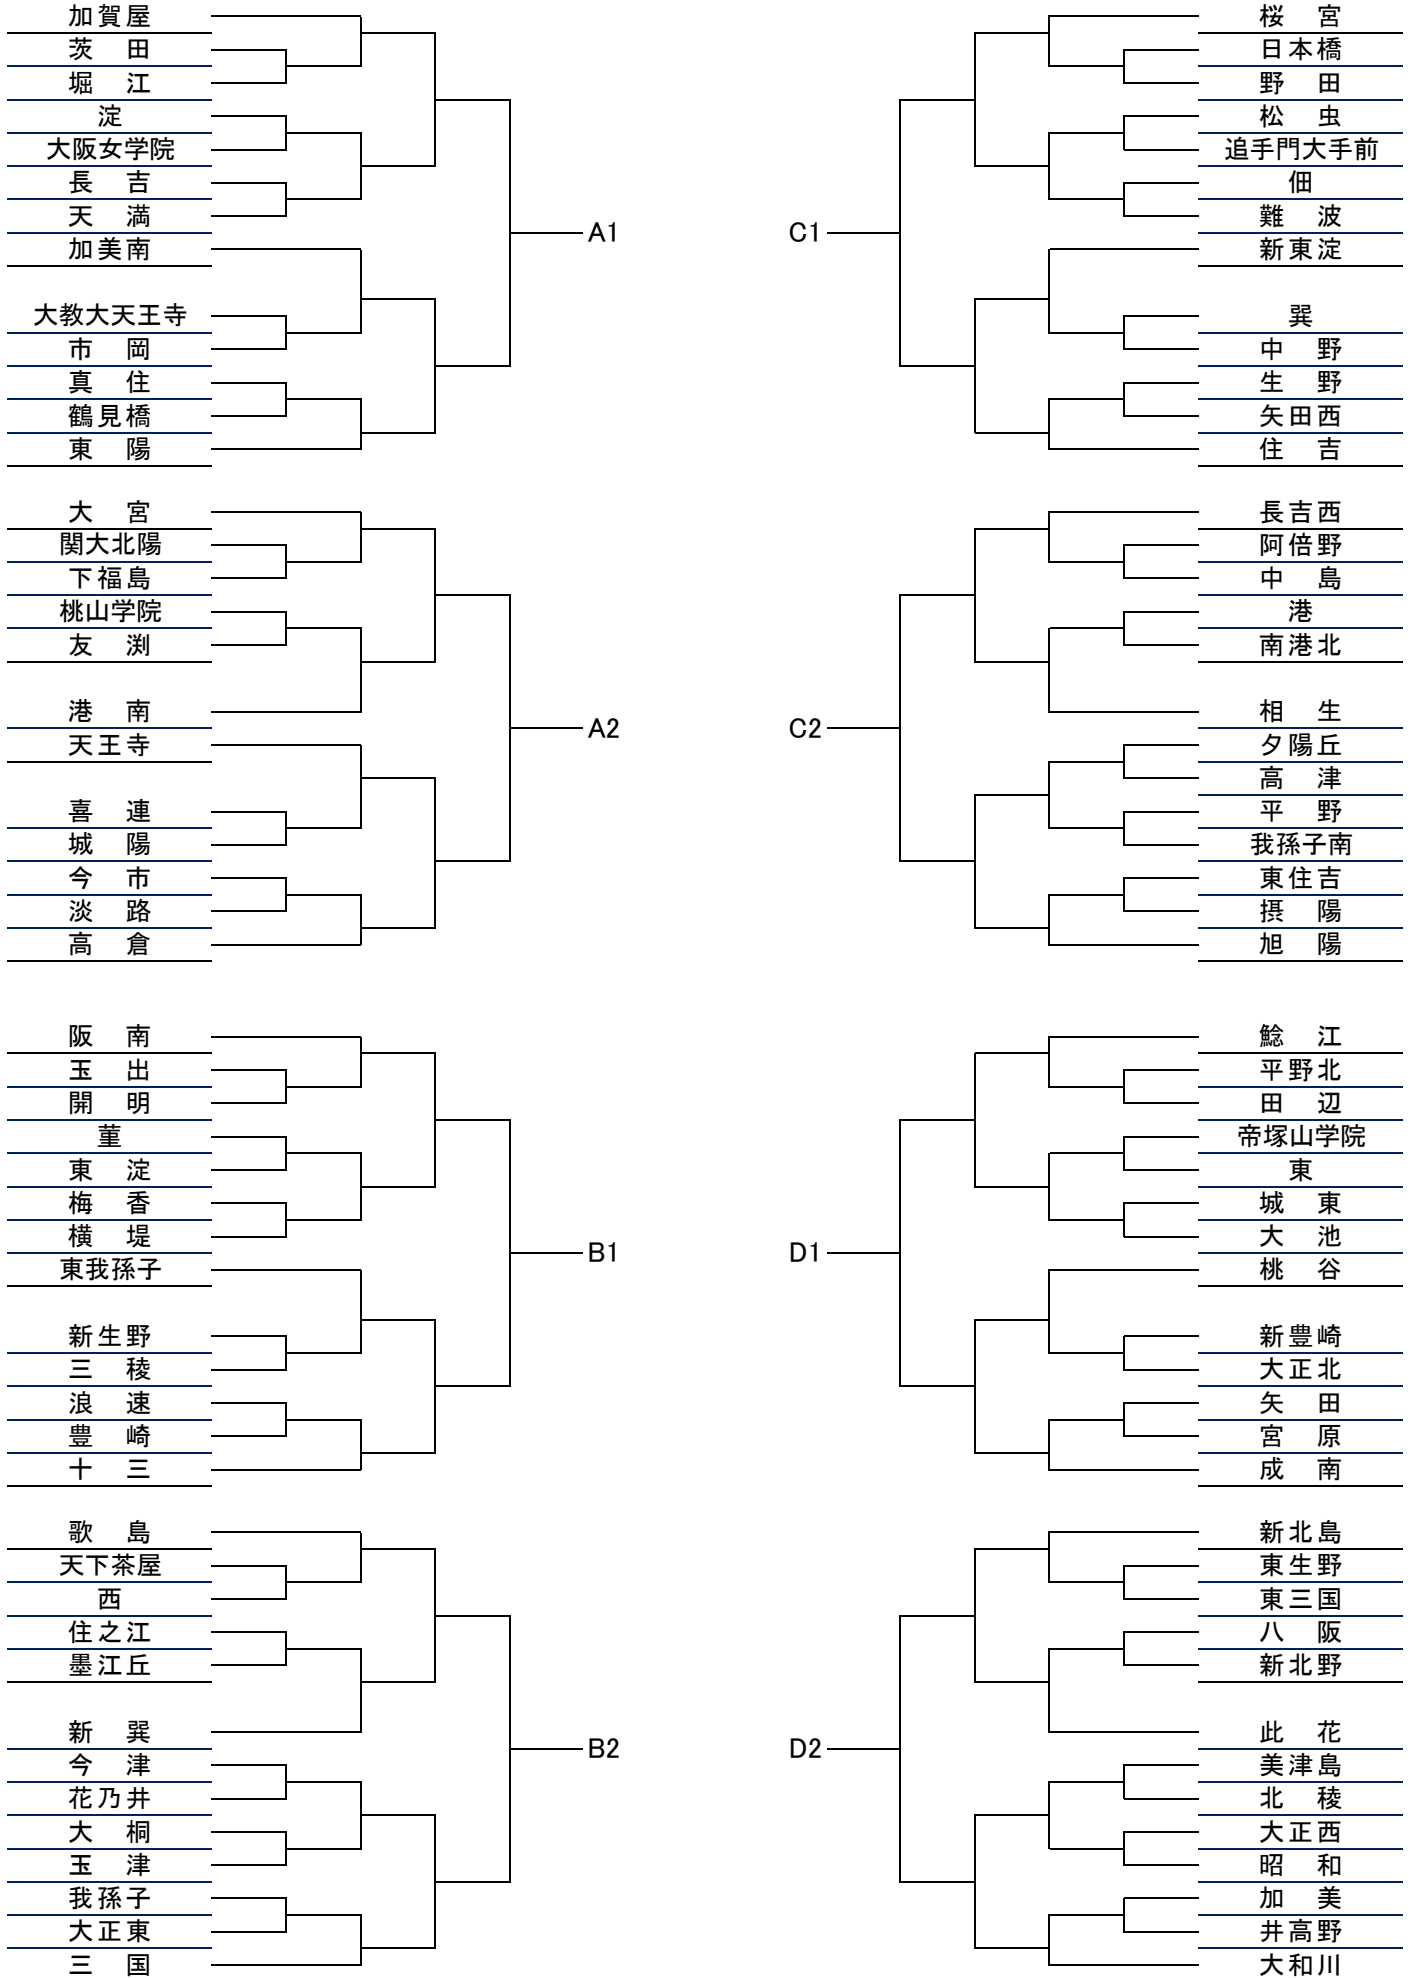 加賀屋
茨　田
堀　江
淀
大阪女学院
長　吉
天　満
加美南
大教大天王寺
市　岡
真　住
鶴見橋
東　陽
A1
大　宮
関大北陽
下福島
桃山学院
友　渕
港　南
天王寺
喜　連
城　陽
今　市
淡　路
高　倉
A2
阪　南
玉　出
開　明
菫
東　淀
梅　香
横　堤
東我孫子
新生野
三　稜
浪　速
豊　崎
十　三
B1
歌　島
天下茶屋
西
住之江
墨江丘
新　巽
今　津
花乃井
大　桐
玉　津
我孫子
大正東
三　国
B2
桜　宮
日本橋
野　田
松　虫
追手門大手前
佃
難　波
新東淀
巽
中　野
生　野
矢田西
住　吉
C1
長吉西
阿倍野
中　島
港
南港北
相　生
夕陽丘
高　津
平　野
我孫子南
東住吉
摂　陽
旭　陽
C2
鯰　江
平野北
田　辺
帝塚山学院
東
城　東
大　池
桃　谷
新豊崎
大正北
矢　田
宮　原
成　南
D1
新北島
東生野
東三国
八　阪
新北野
此　花
美津島
北　稜
大正西
昭　和
加　美
井高野
大和川
D2